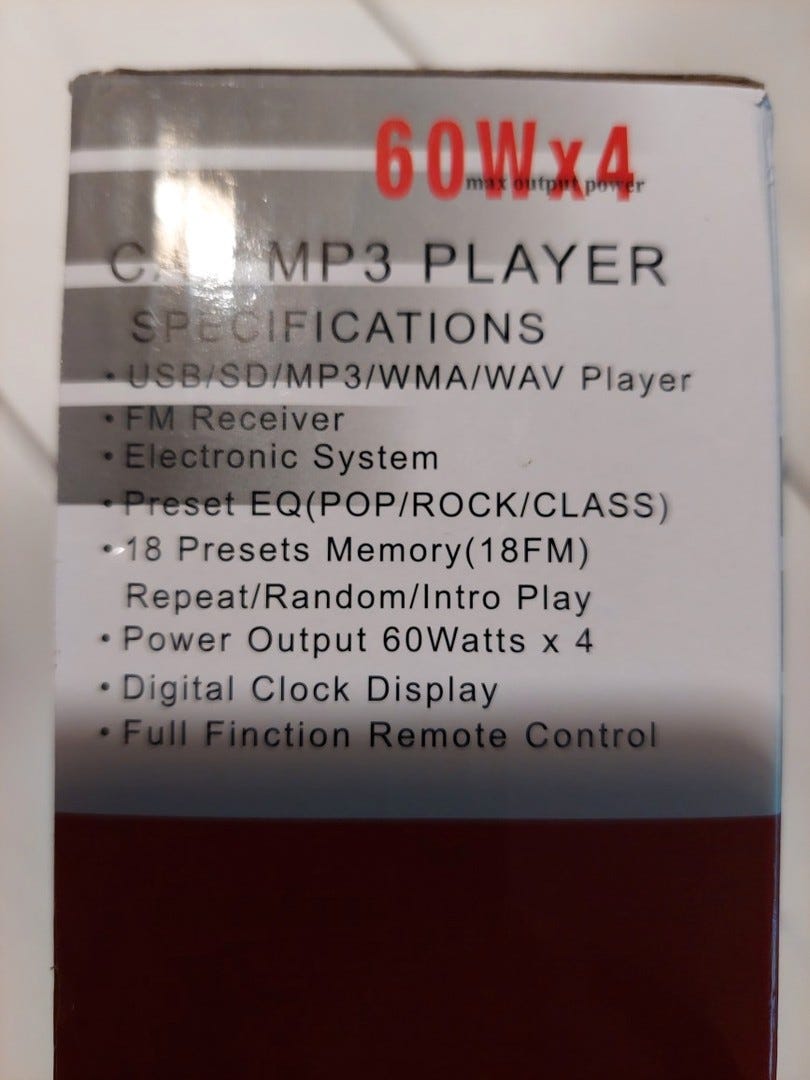 60Wx4
max output power
CAR MP3 PLAYER
SPECIFICATIONS
• USB/SD/MP3/WMA/WAV Player
• FM Receiver
• Electronic System
• Preset EQ(POP/ROCK/CLASS)
• 18 Presets Memory(18FM)
Repeat/Random/Intro Play
• Power Output 60Watts x 4
• Digital Clock Display
• Full Finction Remote Control